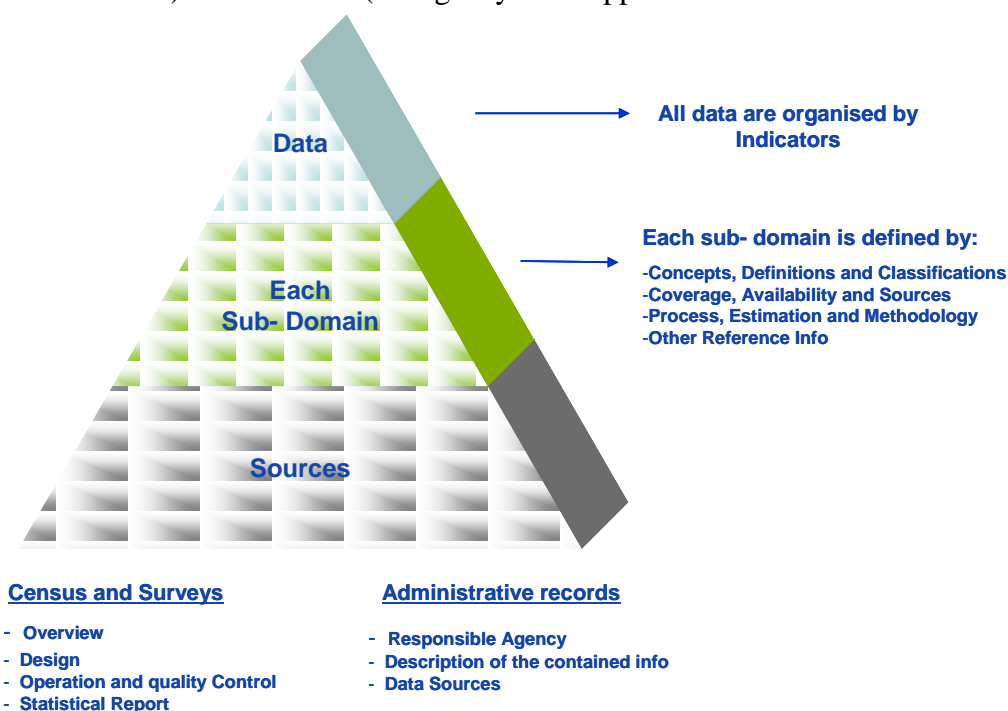 Data
All data are organised by
Indicators
Each
Sub- Domain
Each sub- domain is defined by:
-Concepts, Definitions and Classifications
-Coverage, Availability and Sources
-Process, Estimation and Methodology
-Other Reference Info
Sources
Census and Surveys
- Overview
- Design
- Operation and quality Control
- Statistical Report
Administrative records
- Responsible Agency
- Description of the contained info
- Data Sources